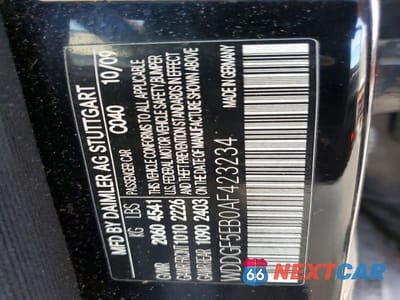 MFD BY DAIMLER AG STUTTGART 10/09
KG LBS PASSENGER CAR C040
GVWR 2060 4541 THIS VEHICLE CONFORMS TO ALL APPLICABLE
U.S. FEDERAL MOTOR VEHICLE SAFETY BUMPER
GAWR FRONT 1010 2226 AND THEFT PREVENTION STANDARDS IN EFFECT
GAWR REAR 1090 2403 ON THE DATE OF MANUFACTURE SHOWN ABOVE
WDDGF5EB0AF423234
MADE IN GERMANY
66 NEXTCAR